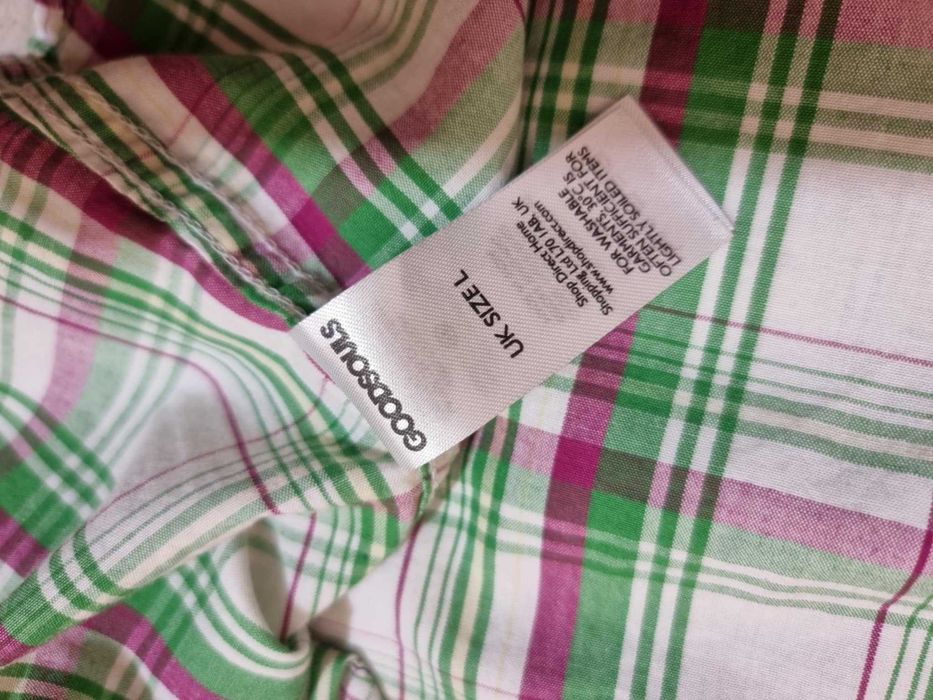 GOODSOULS
UK SIZE L
Shop Direct Home
Shopping Ltd L70 1AB, UK
www.shopdirect.com
FOR WASHABLE
GARMENTS 30°C IS
OFTEN SUFFICIENT FOR
LIGHTLY SOILED ITEMS